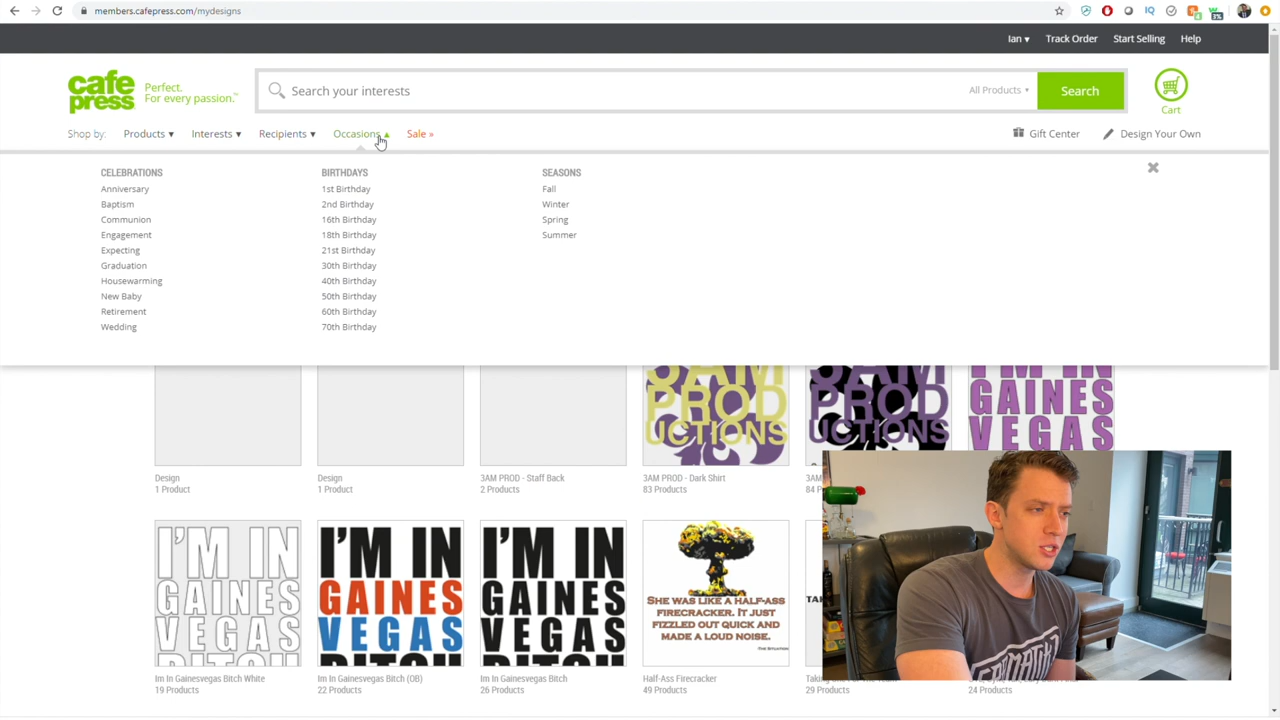 members.cafepress.com/mydesigns
Ian ▾ Track Order Start Selling Help
cafe
press
Perfect.
For every passion.™
Search your interests All Products ▾ Search
Cart
Shop by: Products ▾ Interests ▾ Recipients ▾ Occasions ▴ Sale » Gift Center Design Your Own
CELEBRATIONS
Anniversary
Baptism
Communion
Engagement
Expecting
Graduation
Housewarming
New Baby
Retirement
Wedding
BIRTHDAYS
1st Birthday
2nd Birthday
16th Birthday
18th Birthday
21st Birthday
30th Birthday
40th Birthday
50th Birthday
60th Birthday
70th Birthday
SEASONS
Fall
Winter
Spring
Summer
3AM
PROD
UCTIONS
3AM
PROD
UCTIONS
I'M IN
GAINES
VEGAS
Design
1 Product
Design
1 Product
3AM PROD - Staff Back
2 Products
3AM PROD - Dark Shirt
83 Products
I'M IN
GAINES
VEGAS
BITCH
I'M IN
GAINES
VEGAS
BITCH
I'M IN
GAINES
VEGAS
BITCH
SHE WAS LIKE A HALF-ASS
FIRECRACKER. IT JUST
FIZZLED OUT QUICK AND
MADE A LOUD NOISE.
-THE SITUATION
Im In Gainesvegas Bitch White
19 Products
Im In Gainesvegas Bitch (OB)
22 Products
Im In Gainesvegas Bitch
26 Products
Half-Ass Firecracker
49 Products
29 Products
24 Products